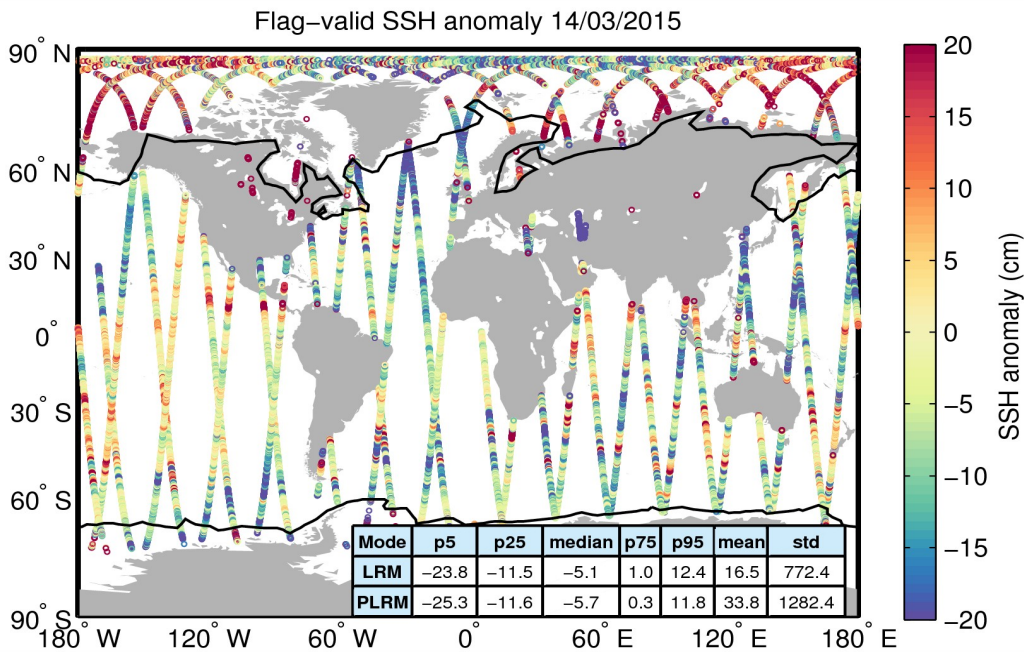 Flag−valid SSH anomaly 14/03/2015
90° N
60° N
30° N
0°
30° S
60° S
90° S
180° W 120° W 60° W 0° 60° E 120° E 180° E
Mode p5 p25 median p75 p95 mean std
LRM −23.8 −11.5 −5.1 1.0 12.4 16.5 772.4
PLRM −25.3 −11.6 −5.7 0.3 11.8 33.8 1282.4
20
15
10
5
0
−5
−10
−15
−20
SSH anomaly (cm)